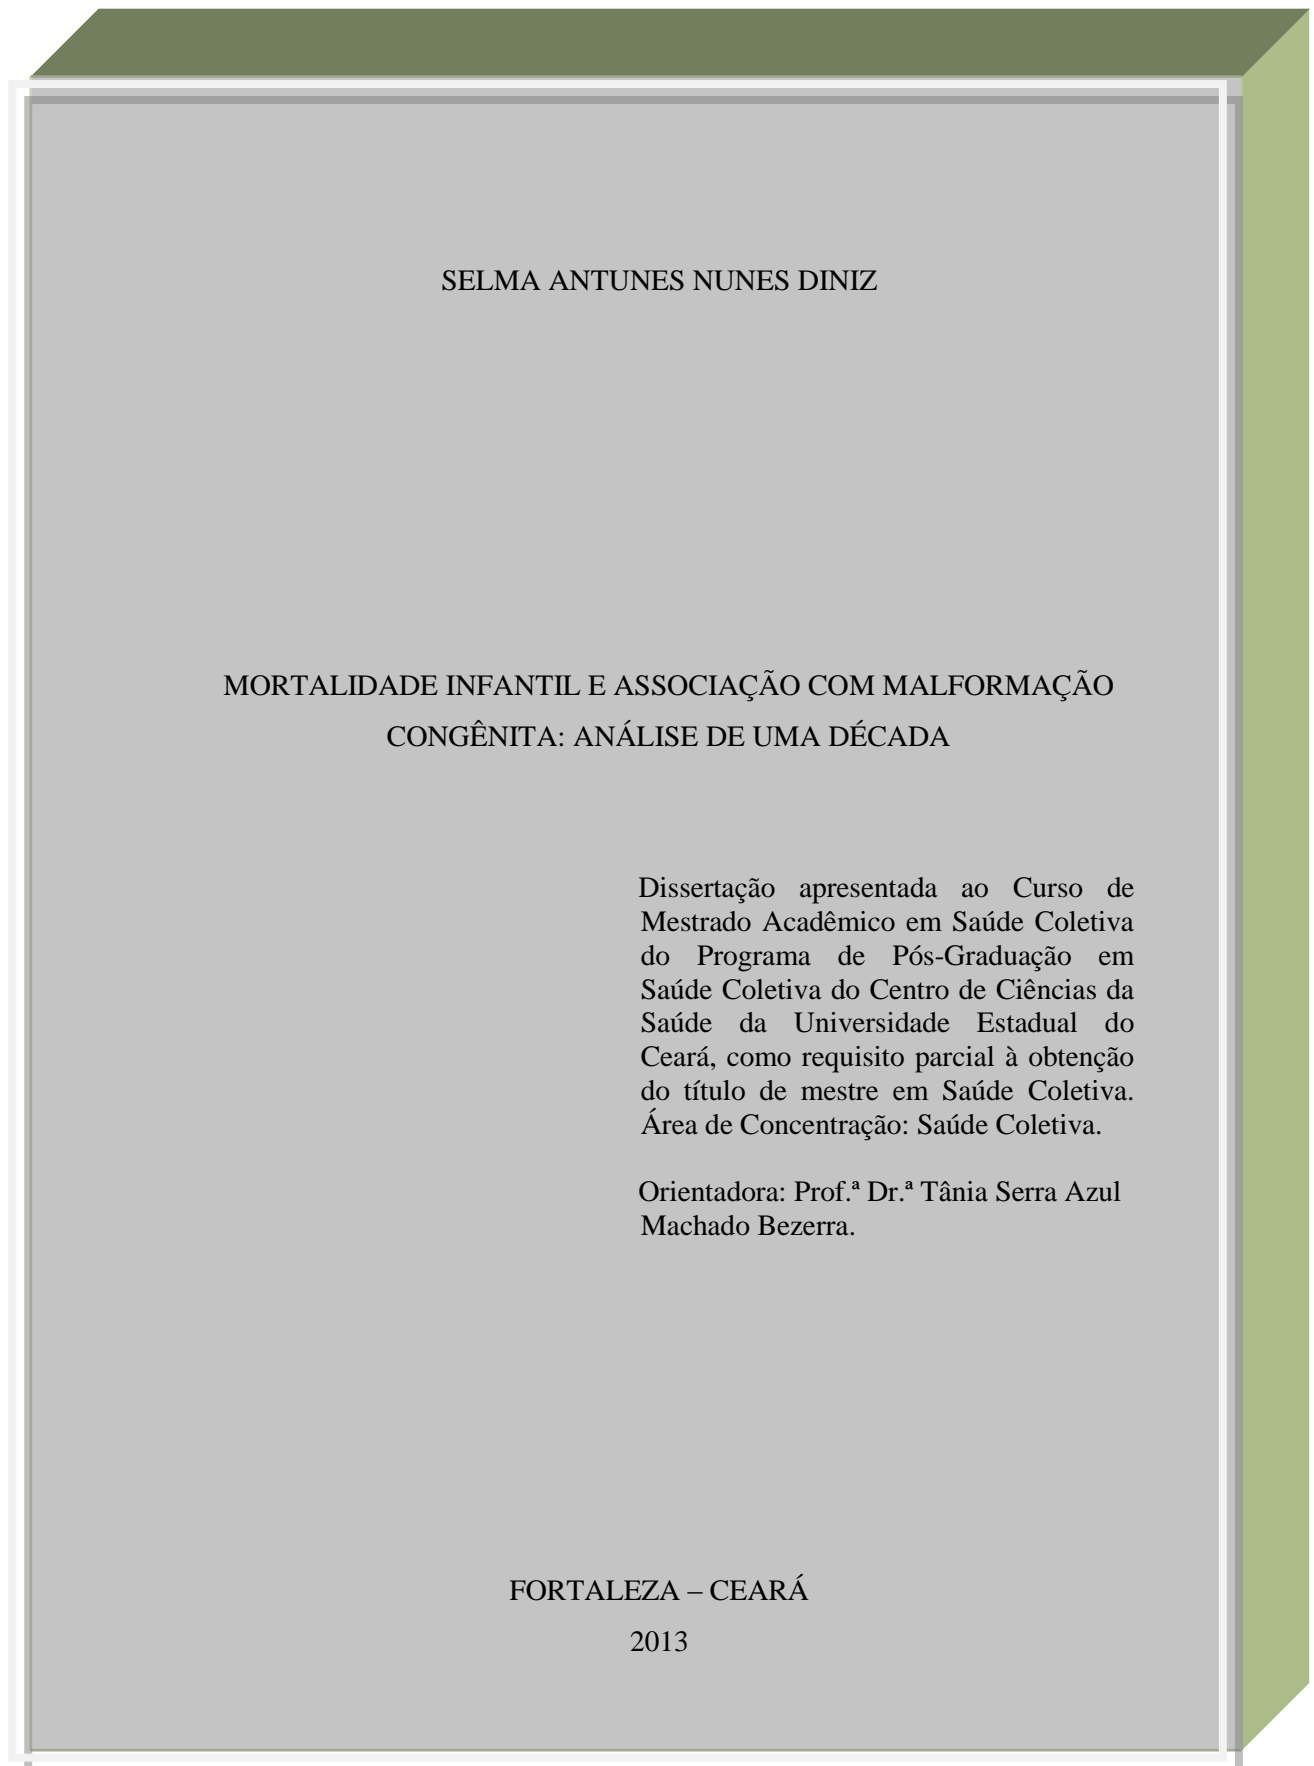 SELMA ANTUNES NUNES DINIZ
MORTALIDADE INFANTIL E ASSOCIAÇÃO COM MALFORMAÇÃO
CONGÊNITA: ANÁLISE DE UMA DÉCADA
Dissertação apresentada ao Curso de
Mestrado Acadêmico em Saúde Coletiva
do Programa de Pós-Graduação em
Saúde Coletiva do Centro de Ciências da
Saúde da Universidade Estadual do
Ceará, como requisito parcial à obtenção
do título de mestre em Saúde Coletiva.
Área de Concentração: Saúde Coletiva.
Orientadora: Prof.ª Dr.ª Tânia Serra Azul
Machado Bezerra.
FORTALEZA – CEARÁ
2013